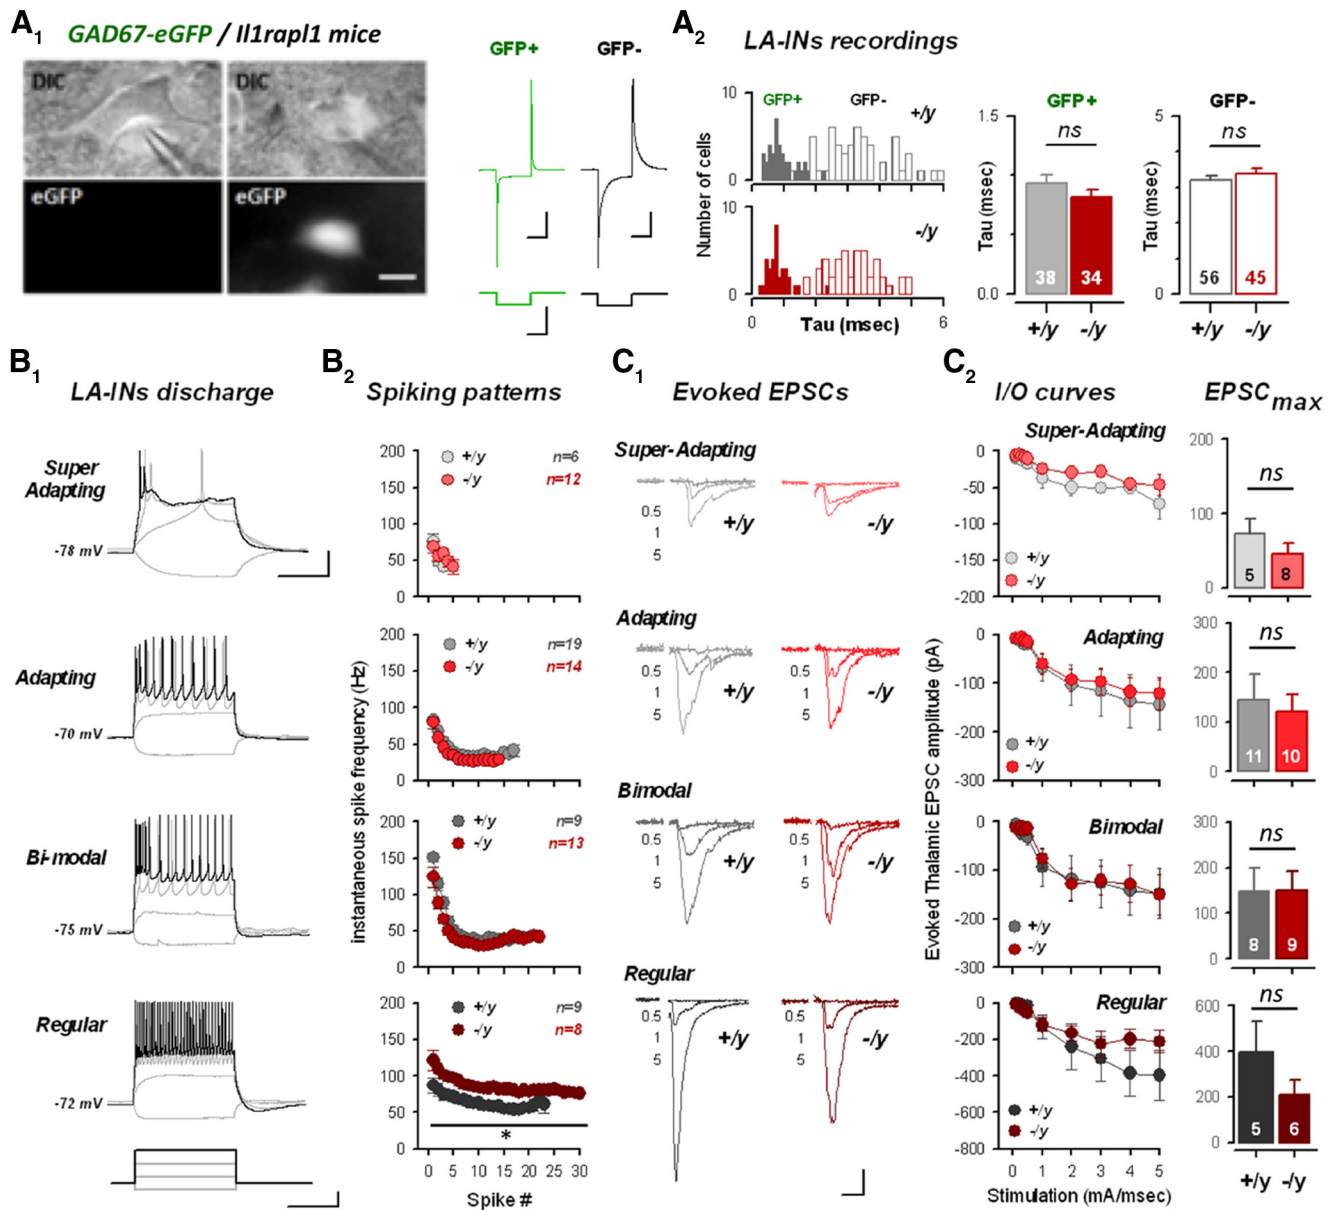 A1
GAD67-eGFP / Il1rapl1 mice
DIC
DIC
eGFP
eGFP
GFP+
GFP-
A2
LA-INs recordings
Number of cells
10
0
GFP+
GFP-
+/y
10
0
-/y
0
6
Tau (msec)
GFP+
Tau (msec)
1.5
0.0
ns
38
34
+/y
-/y
GFP-
Tau (msec)
5
0
ns
56
45
+/y
-/y
B1
LA-INs discharge
Super
Adapting
-78 mV
Adapting
-70 mV
Bi-modal
-75 mV
Regular
-72 mV
B2
Spiking patterns
instantaneous spike frequency (Hz)
200
150
100
50
0
+/y
n=6
-/y
n=12
200
150
100
50
0
+/y
n=19
-/y
n=14
200
150
100
50
0
+/y
n=9
-/y
n=13
200
150
100
50
0
+/y
n=9
-/y
n=8
*
0
5
10
15
20
25
30
Spike #
C1
Evoked EPSCs
Super-Adapting
0.5
1
5
+/y
-/y
Adapting
0.5
1
5
+/y
0.5
1
5
-/y
Bimodal
0.5
1
5
+/y
0.5
1
5
-/y
Regular
0.5
1
5
+/y
0.5
1
5
-/y
C2
I/O curves
Evoked Thalamic EPSC amplitude (pA)
Super-Adapting
0
-50
-100
-150
-200
+/y
-/y
Adapting
0
-100
-200
-300
+/y
-/y
Bimodal
0
-100
-200
-300
+/y
-/y
Regular
0
-200
-400
-600
-800
+/y
-/y
0
1
2
3
4
5
Stimulation (mA/msec)
EPSCmax
200
100
0
ns
5
8
300
200
100
0
ns
11
10
300
200
100
0
ns
8
9
600
400
200
0
ns
5
6
+/y
-/y